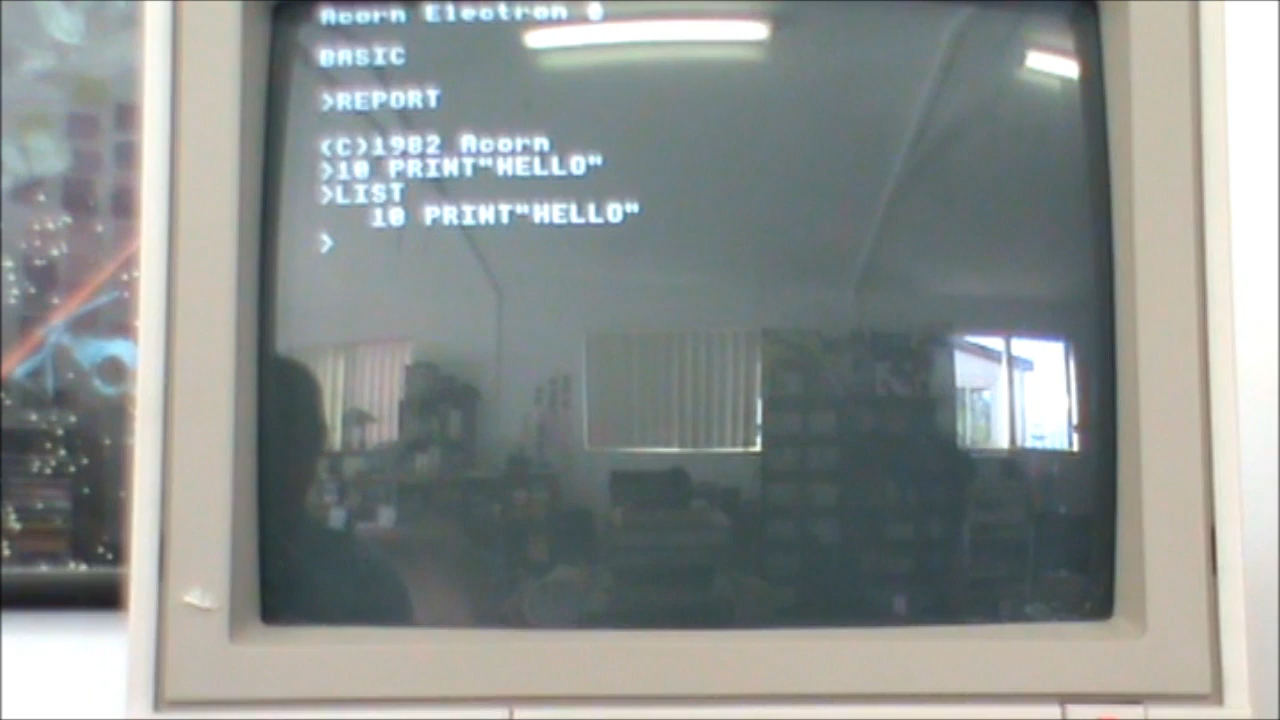 Acorn Electron
BASIC
>REPORT
(C)1982 Acorn
>10 PRINT"HELLO"
>LIST
10 PRINT"HELLO"
>